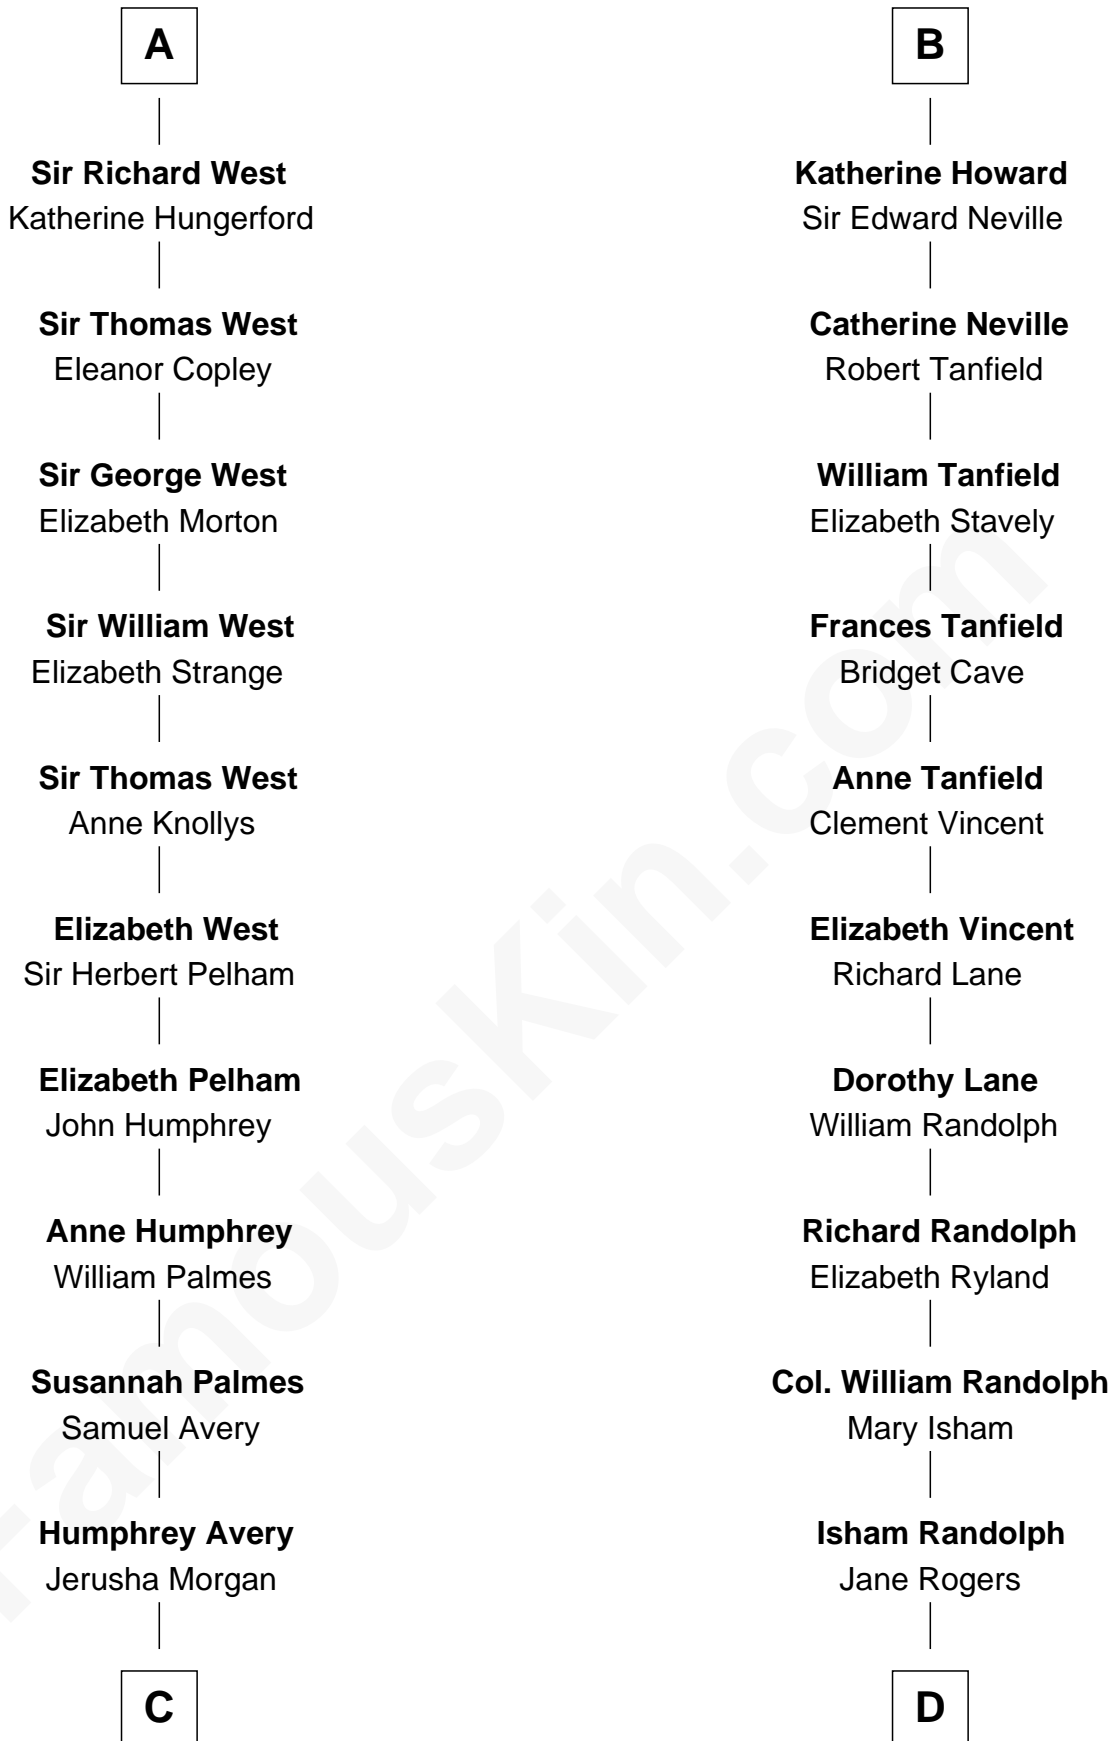 A
Sir Richard West
Katherine Hungerford
Sir Thomas West
Eleanor Copley
Sir George West
Elizabeth Morton
Sir William West
Elizabeth Strange
Sir Thomas West
Anne Knollys
Elizabeth West
Sir Herbert Pelham
Elizabeth Pelham
John Humphrey
Anne Humphrey
William Palmes
Susannah Palmes
Samuel Avery
Humphrey Avery
Jerusha Morgan
C
B
Katherine Howard
Sir Edward Neville
Catherine Neville
Robert Tanfield
William Tanfield
Elizabeth Stavely
Frances Tanfield
Bridget Cave
Anne Tanfield
Clement Vincent
Elizabeth Vincent
Richard Lane
Dorothy Lane
William Randolph
Richard Randolph
Elizabeth Ryland
Col. William Randolph
Mary Isham
Isham Randolph
Jane Rogers
D
FamousKin.com